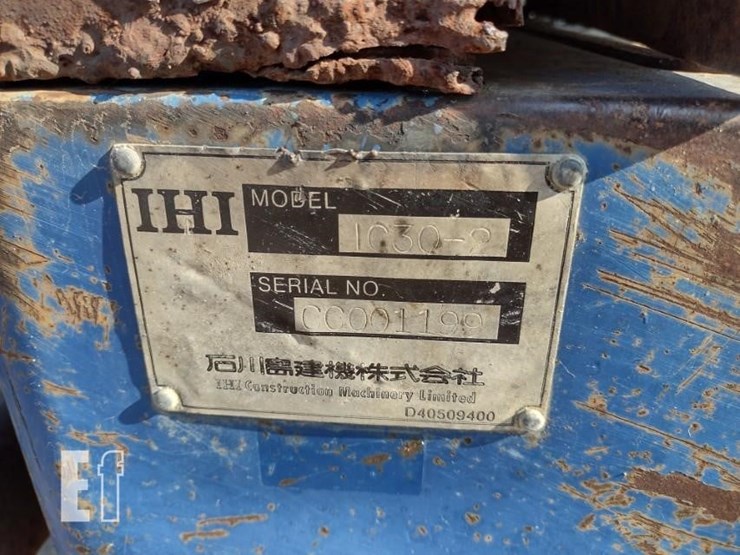 IHI
MODEL
IC30-2
SERIAL NO.
CC001199
石川島建機株式会社
IHI Construction Machinery Limited
D40509400
Ef